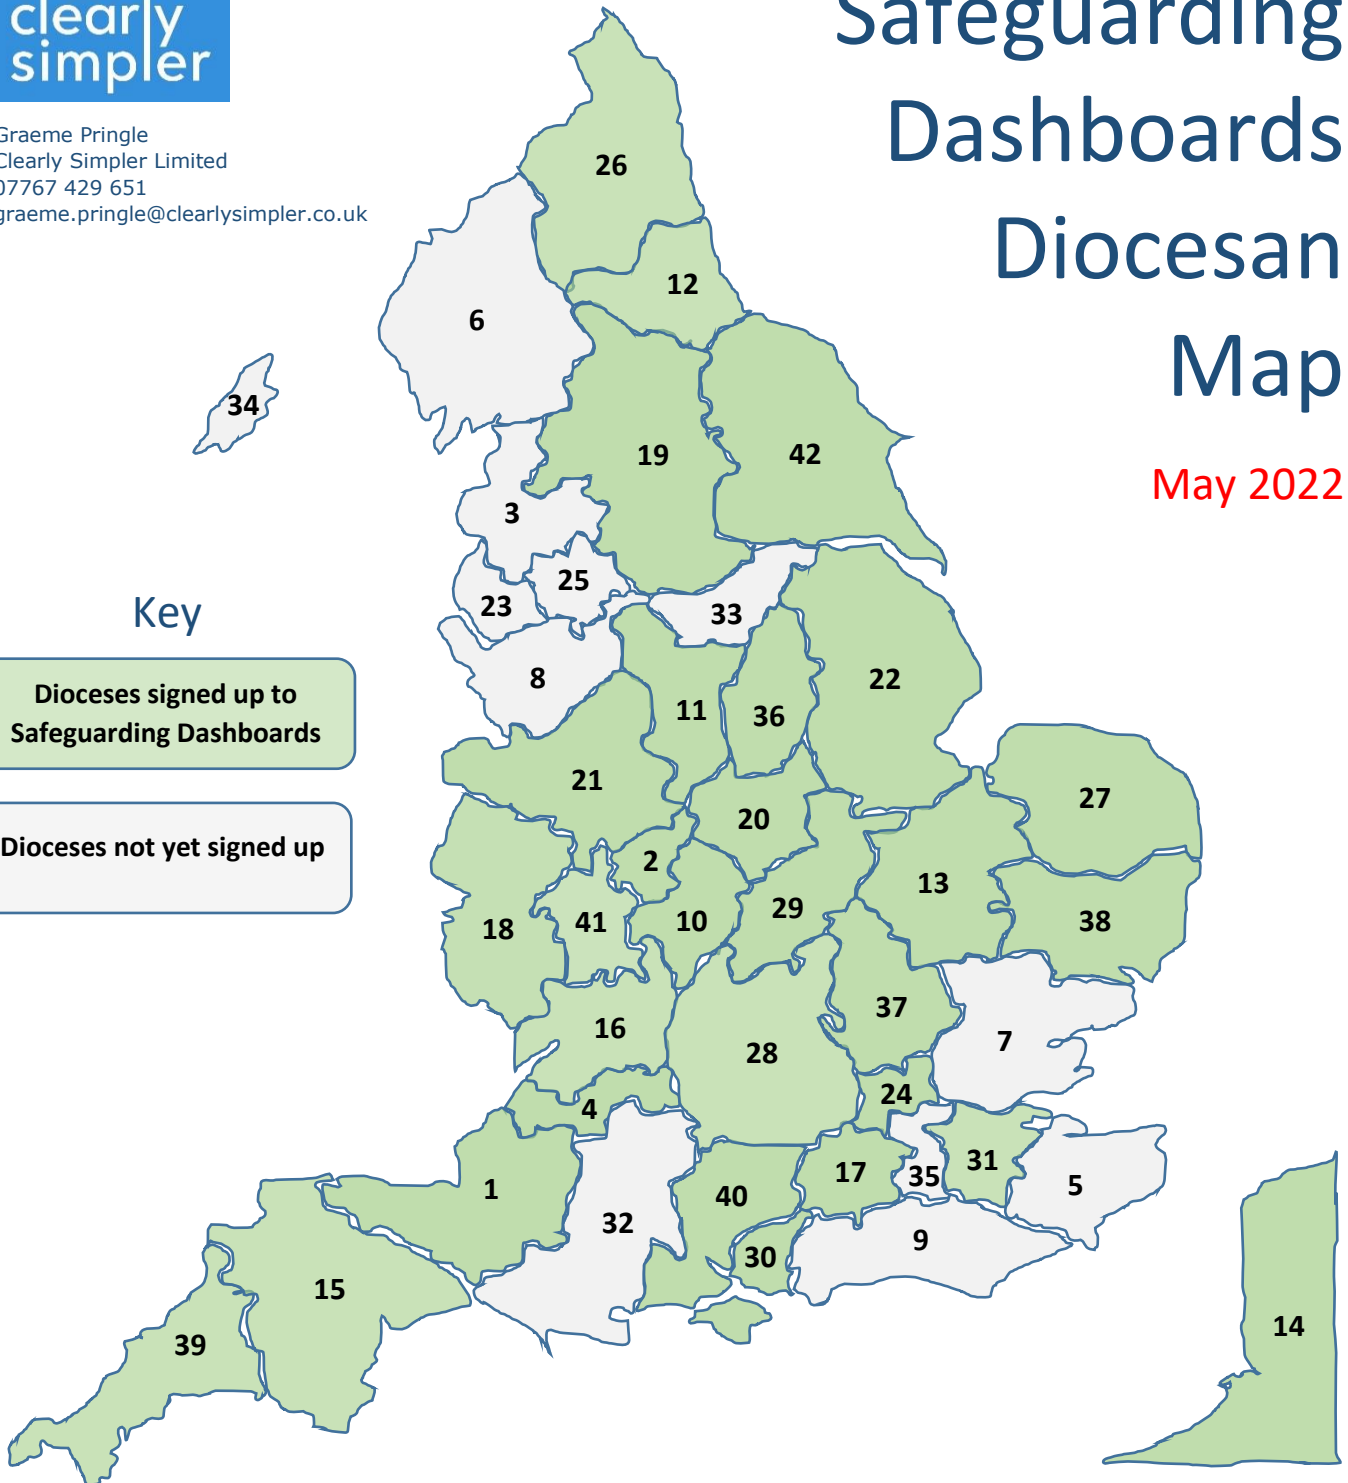 clearly
simpler
Safeguarding
Dashboards
Diocesan
Map
May 2022
Graeme Pringle
Clearly Simpler Limited
07767 429 651
graeme.pringle@clearlysimpler.co.uk
Key
Dioceses signed up to
Safeguarding Dashboards
Dioceses not yet signed up
26
12
6
34
19
42
3
25
23
33
8
22
11
36
21
27
20
2
13
29
10
41
18
38
37
16
7
28
24
4
31
17
35
5
1
40
32
9
30
15
14
39